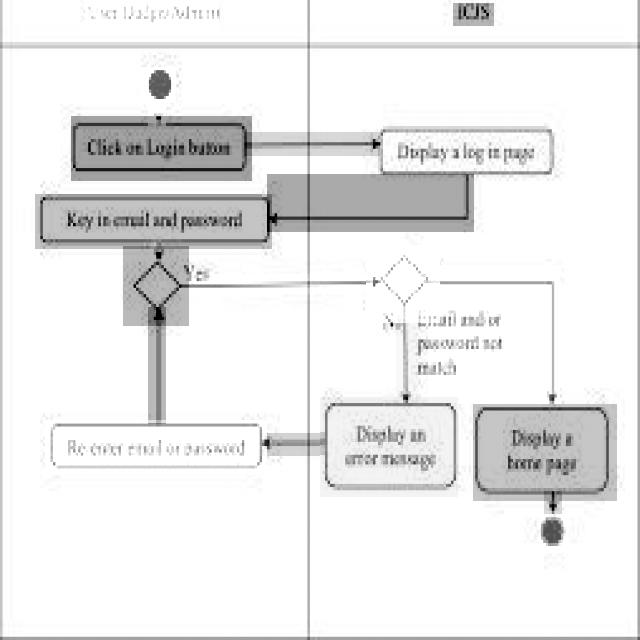 ICJS
Click on Login button
Display a log in page
Key in email and password
Yes
No
Email and or
password not
match
Display an
error message
Display a
home page
Re-enter email or password